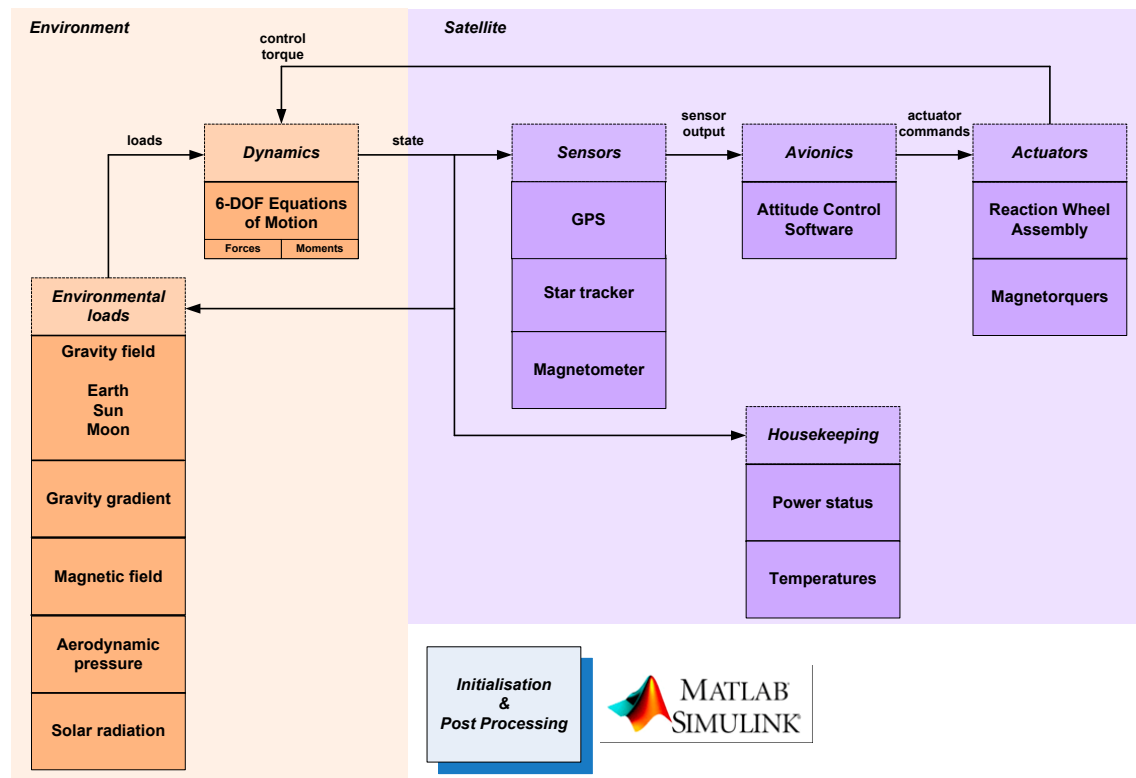 Environment
Satellite
control
torque
loads
state
sensor
output
actuator
commands
Dynamics
6-DOF Equations
of Motion
Forces
Moments
Sensors
GPS
Star tracker
Magnetometer
Avionics
Attitude Control
Software
Actuators
Reaction Wheel
Assembly
Magnetorquers
Environmental
loads
Gravity field
Earth
Sun
Moon
Gravity gradient
Magnetic field
Aerodynamic
pressure
Solar radiation
Housekeeping
Power status
Temperatures
Initialisation
&
Post Processing
MATLAB®
SIMULINK®